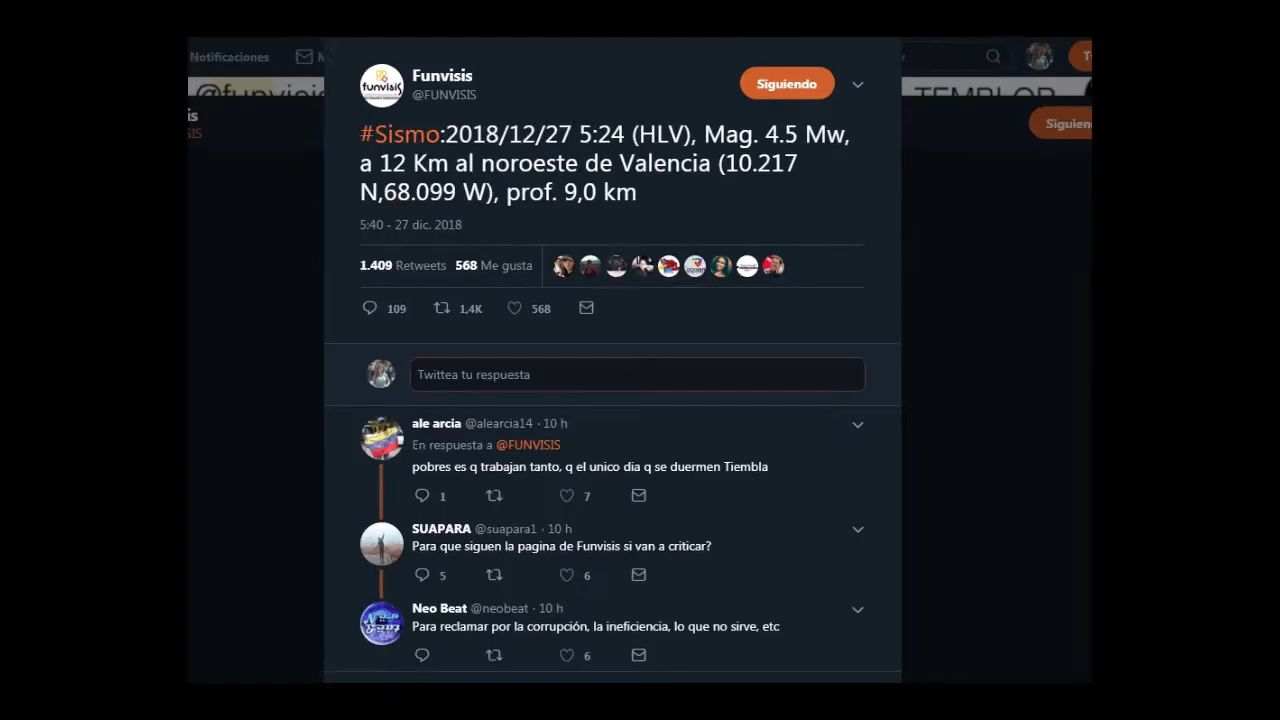 Notificaciones
@funvisis
TEMBLOR
Siguien
Funvisis
@FUNVISIS
Siguiendo
#Sismo:2018/12/27 5:24 (HLV), Mag. 4.5 Mw,
a 12 Km al noroeste de Valencia (10.217
N,68.099 W), prof. 9,0 km
5:40 - 27 dic. 2018
1.409 Retweets 568 Me gusta
109 1,4K 568
Twittea tu respuesta
ale arcia @alearcia14 · 10 h
En respuesta a @FUNVISIS
pobres es q trabajan tanto, q el unico dia q se duermen Tiembla
1 7
SUAPARA @suapara1 · 10 h
Para que siguen la pagina de Funvisis si van a criticar?
5 6
Neo Beat @neobeat · 10 h
Para reclamar por la corrupción, la ineficiencia, lo que no sirve, etc
6